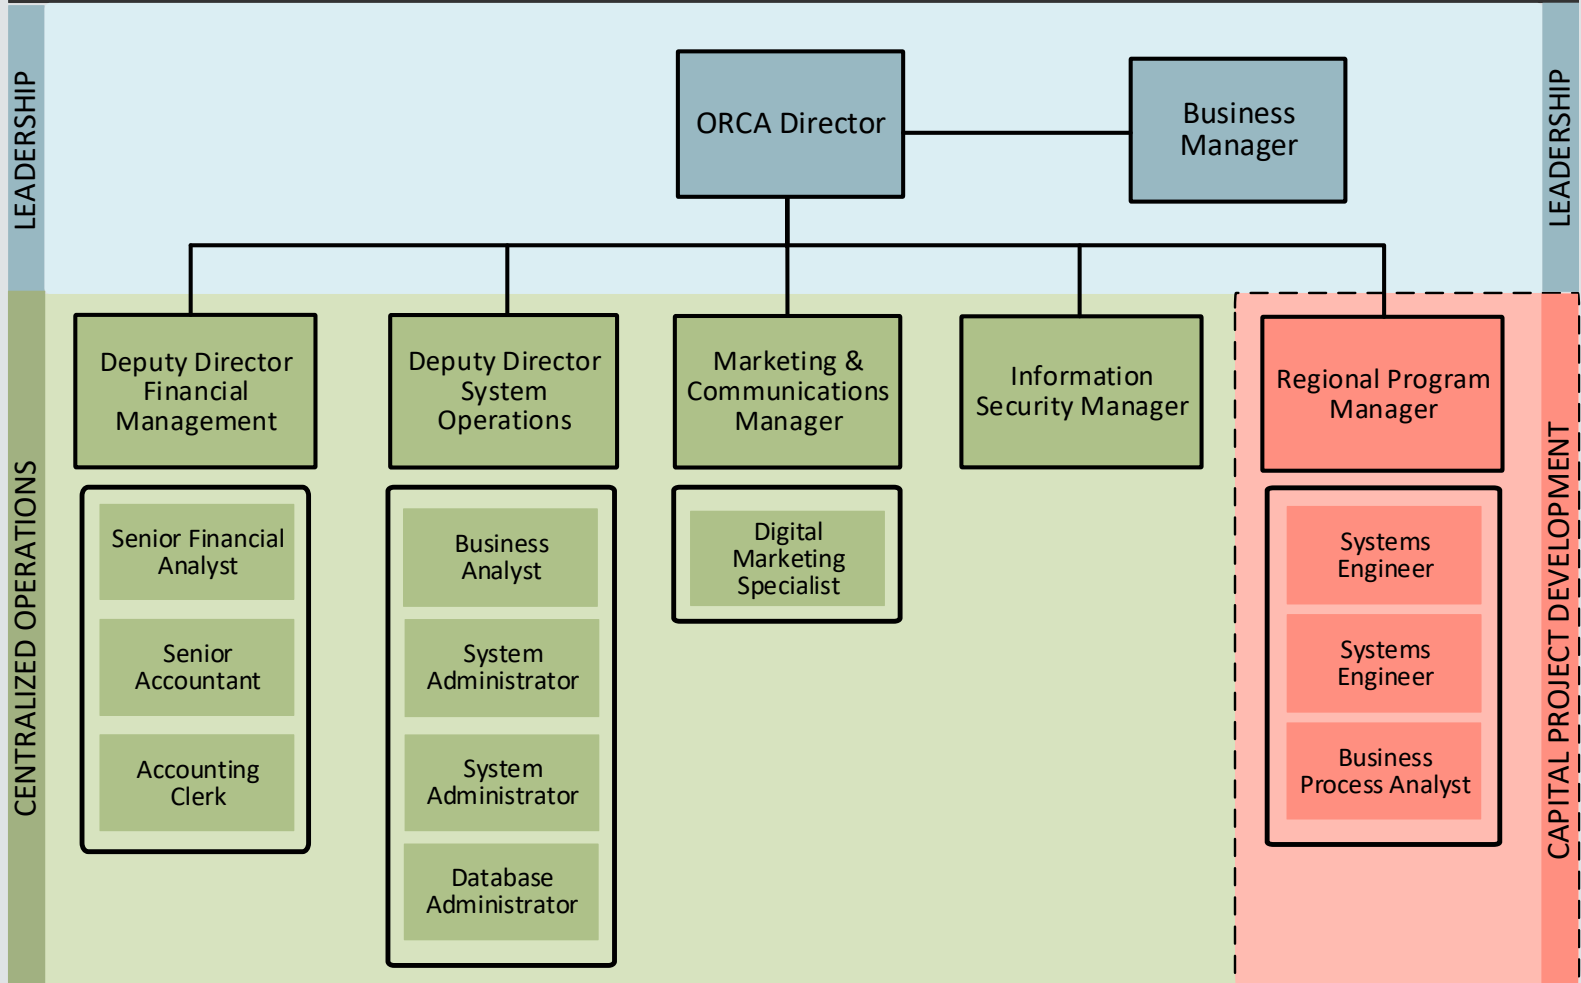 LEADERSHIP
ORCA Director
Business
Manager
LEADERSHIP
CENTRALIZED OPERATIONS
Deputy Director
Financial
Management
Senior Financial
Analyst
Senior
Accountant
Accounting
Clerk
Deputy Director
System
Operations
Business
Analyst
System
Administrator
System
Administrator
Database
Administrator
Marketing &
Communications
Manager
Digital
Marketing
Specialist
Information
Security Manager
Regional Program
Manager
Systems
Engineer
Systems
Engineer
Business
Process Analyst
CAPITAL PROJECT DEVELOPMENT